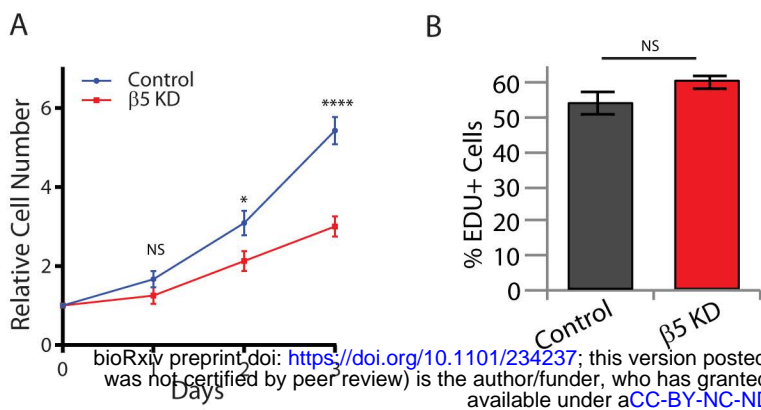 A
Control
β5 KD
Relative Cell Number
6
4
2
0
NS
*
****
0
1
2
3
Days
B
NS
% EDU+ Cells
60
50
40
30
20
10
0
Control
β5 KD
bioRxiv preprint doi: https://doi.org/10.1101/234237; this version posted
was not certified by peer review) is the author/funder, who has granted
available under aCC-BY-NC-ND